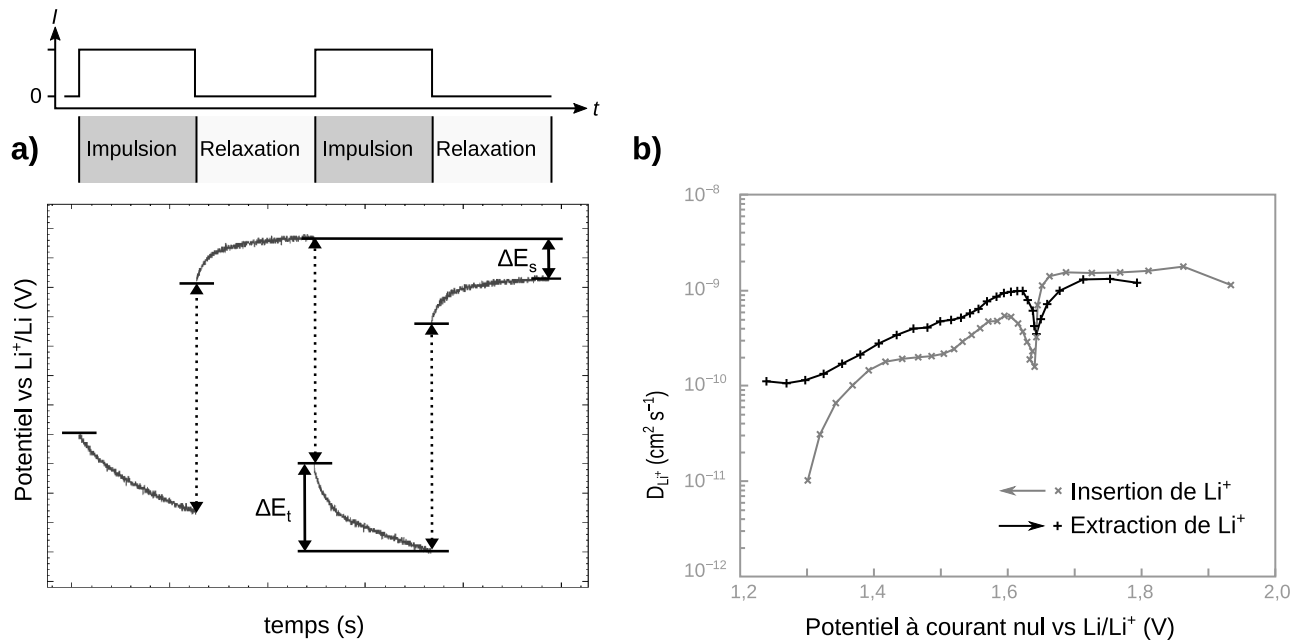 I
0
t
a)
Impulsion Relaxation Impulsion Relaxation
Potentiel vs Li⁺/Li (V)
ΔEₛ
ΔEₜ
temps (s)
b)
10⁻⁸
10⁻⁹
10⁻¹⁰
10⁻¹¹
10⁻¹²
D_Li⁺ (cm² s⁻¹)
Insertion de Li⁺
Extraction de Li⁺
1,2 1,4 1,6 1,8 2,0
Potentiel à courant nul vs Li/Li⁺ (V)